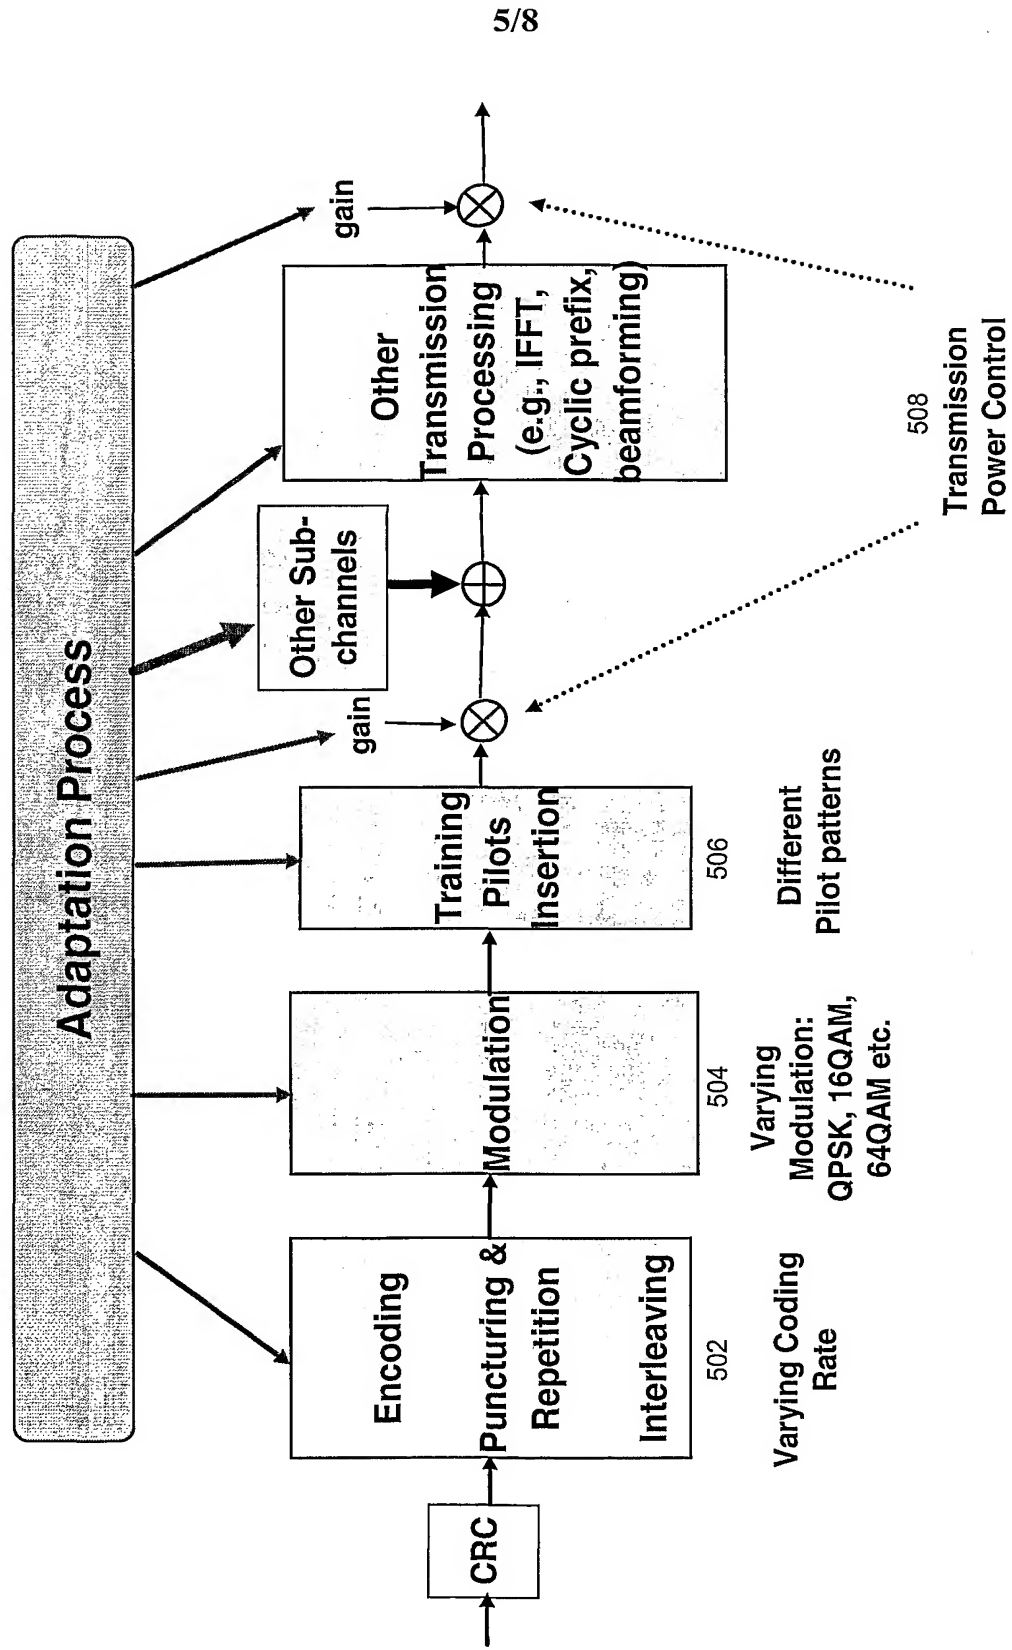 5/8
Adaptation Process
CRC
Encoding
Puncturing &
Repetition
Interleaving
502
Varying Coding
Rate
Modulation
504
Varying
Modulation:
QPSK, 16QAM,
64QAM etc.
Training
Pilots
Insertion
506
Different
Pilot patterns
gain
Other Sub-
channels
Other
Transmission
Processing
(e.g., IFFT,
Cyclic prefix,
beamforming)
gain
508
Transmission
Power Control